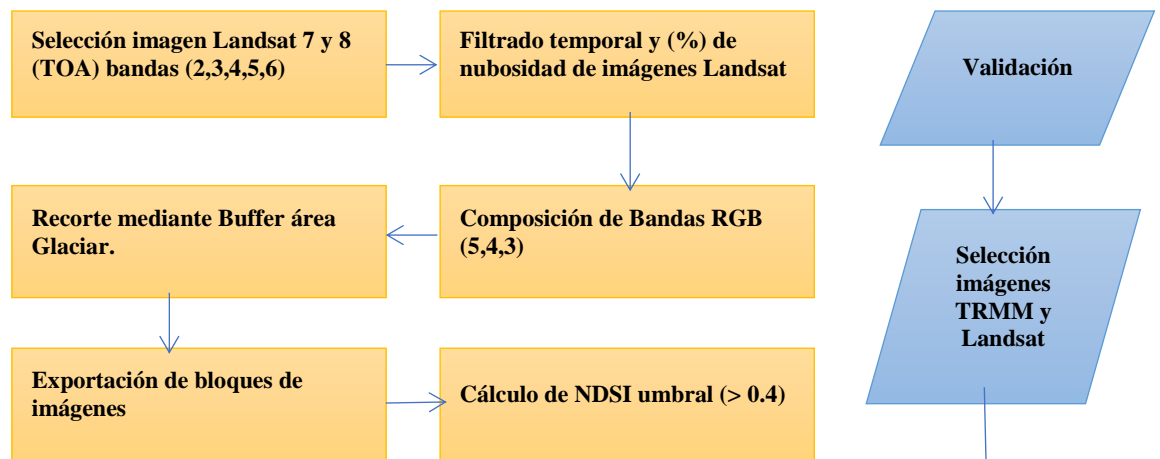 Selección imagen Landsat 7 y 8
(TOA) bandas (2,3,4,5,6)
Filtrado temporal y (%) de
nubosidad de imágenes Landsat
Validación
Recorte mediante Buffer área
Glaciar.
Composición de Bandas RGB
(5,4,3)
Selección
imágenes
TRMM y
Landsat
Exportación de bloques de
imágenes
Cálculo de NDSI umbral (> 0.4)